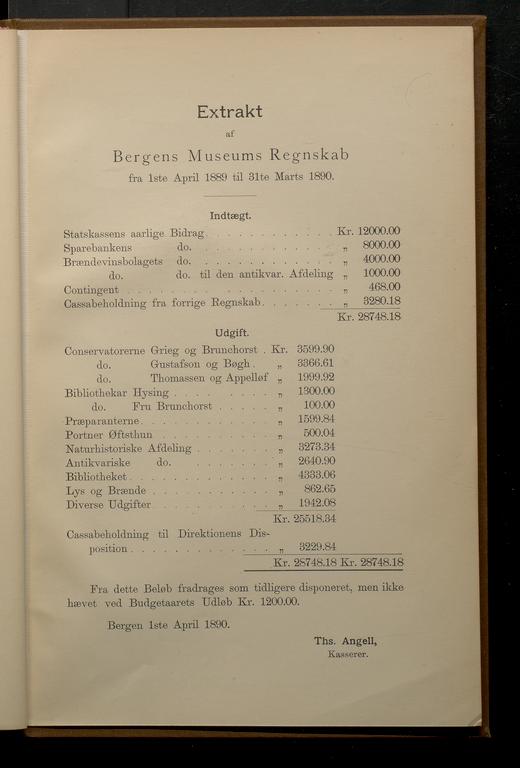 Extrakt
af
Bergens Museums Regnskab
fra 1ste April 1889 til 31te Marts 1890.
Indtægt.
Statskassens aarlige Bidrag. . . . . . . . . . . Kr. 12000.00
Sparebankens do. . . . . . . . . . . . „ 8000.00
Brændevinsbolagets do. . . . . . . . . . . . „ 4000.00
do. do. til den antikvar. Afdeling „ 1000.00
Contingent . . . . . . . . . . . . . . . . „ 468.00
Cassabeholdning fra forrige Regnskab. . . . . . . „ 3280.18
Kr. 28748.18
Udgift.
Conservatorerne Grieg og Brunchorst . Kr. 3599.90
do. Gustafson og Bøgh . „ 3366.61
do. Thomassen og Appelløf „ 1999.92
Bibliothekar Hysing . . . . . . . . . „ 1300.00
do. Fru Brunchorst . . . . . „ 100.00
Præparanterne . . . . . . . . . . . . „ 1599.84
Portner Øftsthun . . . . . . . . . . . „ 500.04
Naturhistoriske Afdeling . . . . . . . „ 3273.34
Antikvariske do. . . . . . . . „ 2640.90
Bibliotheket . . . . . . . . . . . . . „ 4333.06
Lys og Brænde . . . . . . . . . . . „ 862.65
Diverse Udgifter . . . . . . . . . . . „ 1942.08
Kr. 25518.34
Cassabeholdning til Direktionens Dis-
position . . . . . . . . . . . . „ 3229.84
Kr. 28748.18 Kr. 28748.18
Fra dette Beløb fradrages som tidligere disponeret, men ikke
hævet ved Budgetaarets Udløb Kr. 1200.00.
Bergen 1ste April 1890.
Ths. Angell,
Kasserer.